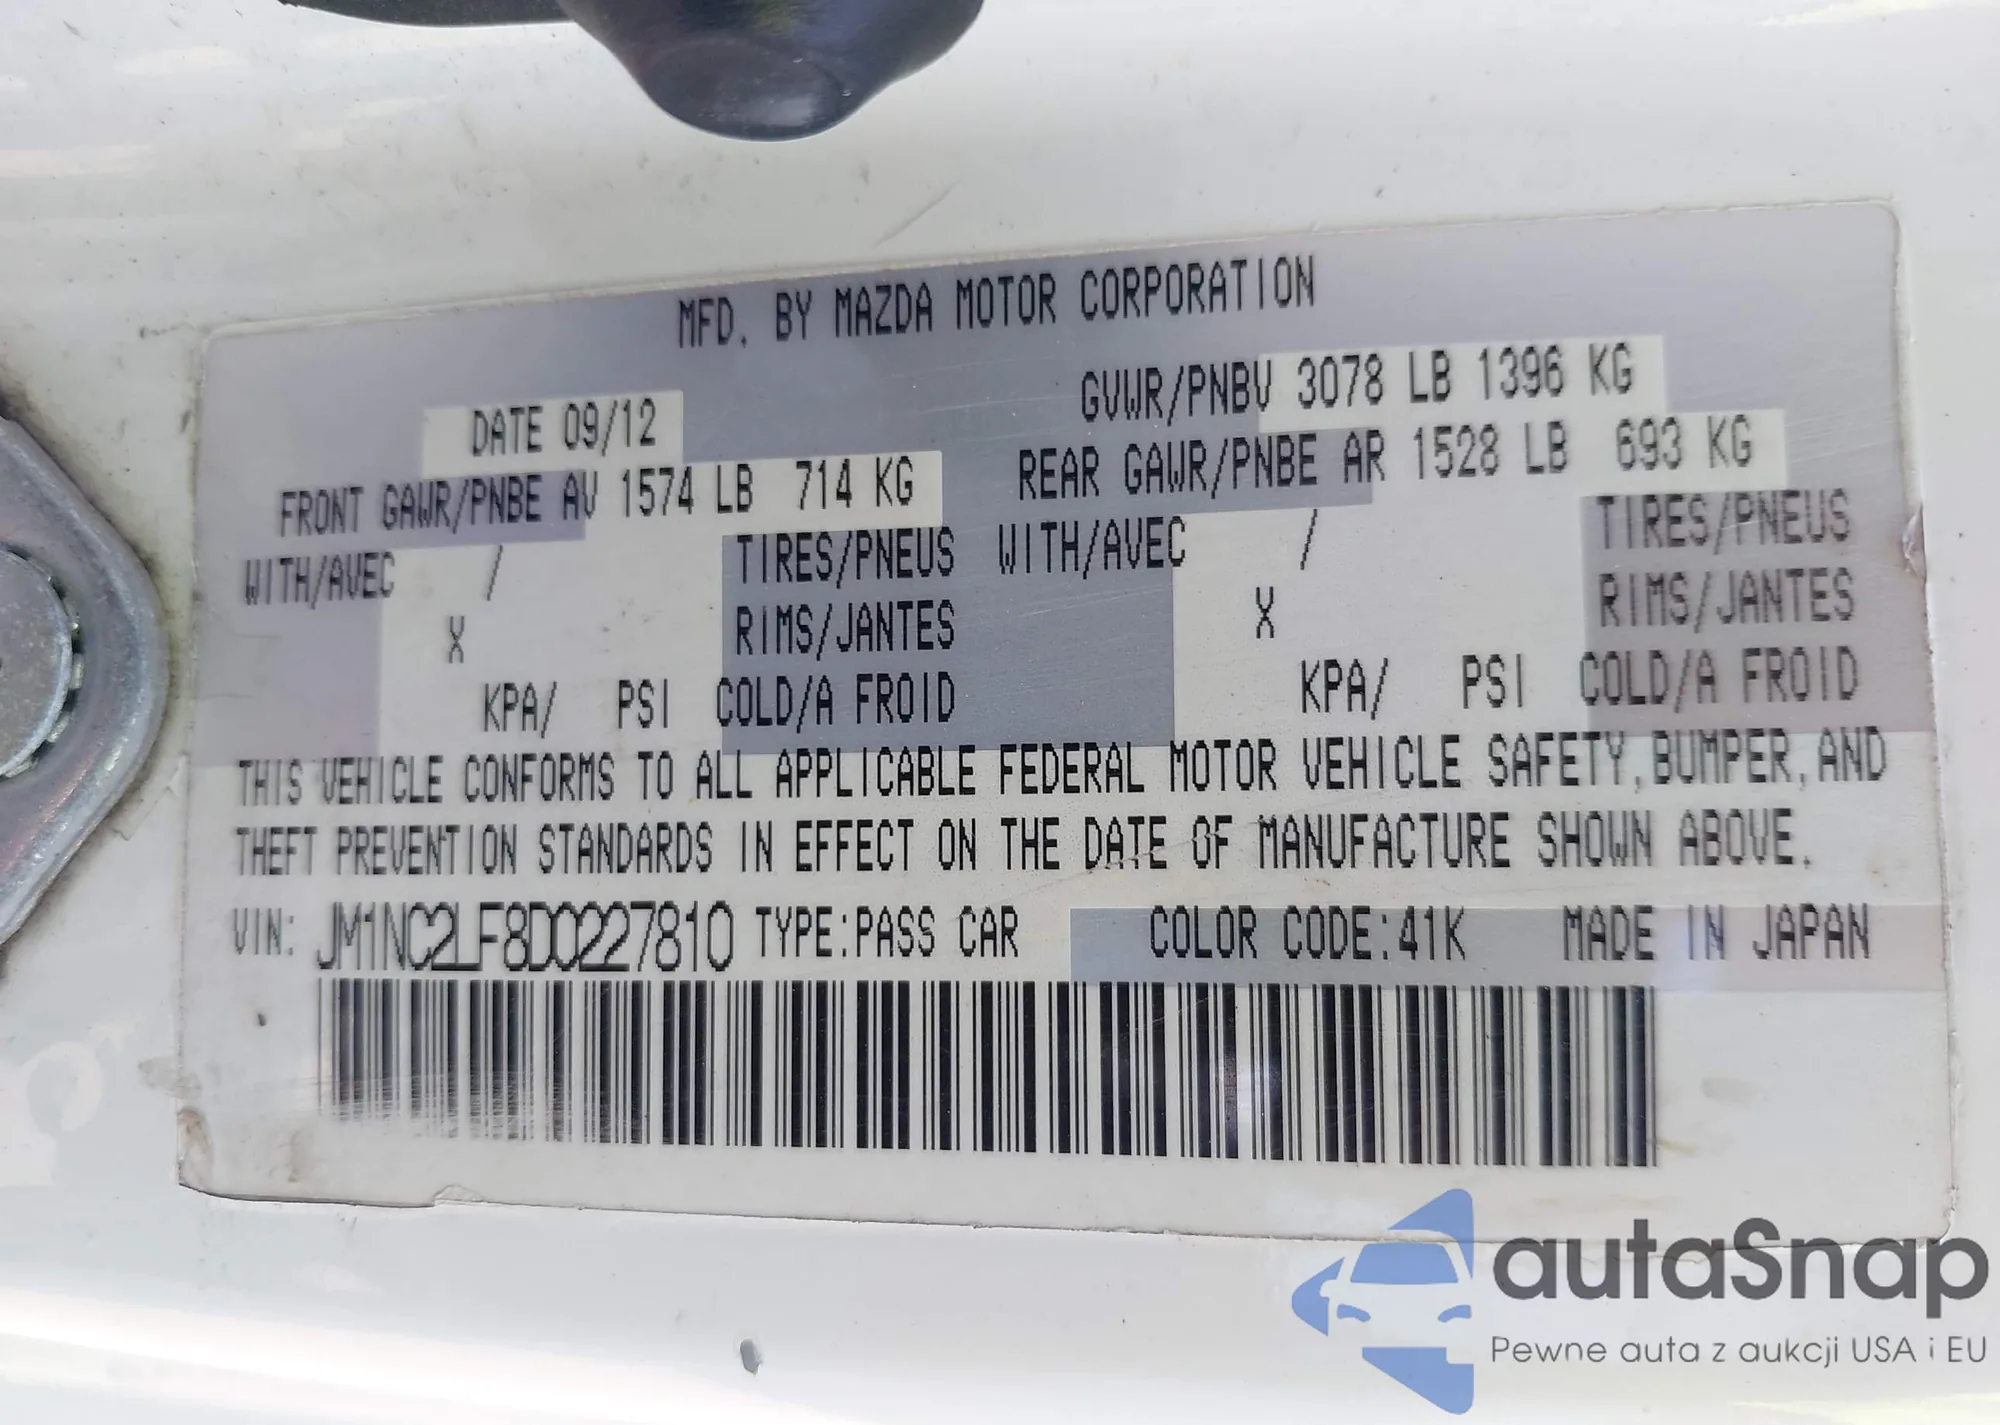 MFD. BY MAZDA MOTOR CORPORATION
DATE 09/12 GVWR/PNBV 3078 LB 1396 KG
FRONT GAWR/PNBE AV 1574 LB 714 KG REAR GAWR/PNBE AR 1528 LB 693 KG
WITH/AVEC / TIRES/PNEUS WITH/AVEC / TIRES/PNEUS
X RIMS/JANTES X RIMS/JANTES
KPA/ PSI COLD/A FROID KPA/ PSI COLD/A FROID
THIS VEHICLE CONFORMS TO ALL APPLICABLE FEDERAL MOTOR VEHICLE SAFETY, BUMPER, AND
THEFT PREVENTION STANDARDS IN EFFECT ON THE DATE OF MANUFACTURE SHOWN ABOVE.
VIN: JM1NC2LF8D0227810 TYPE:PASS CAR COLOR CODE:41K MADE IN JAPAN
autaSnap
Pewne auta z aukcji USA i EU